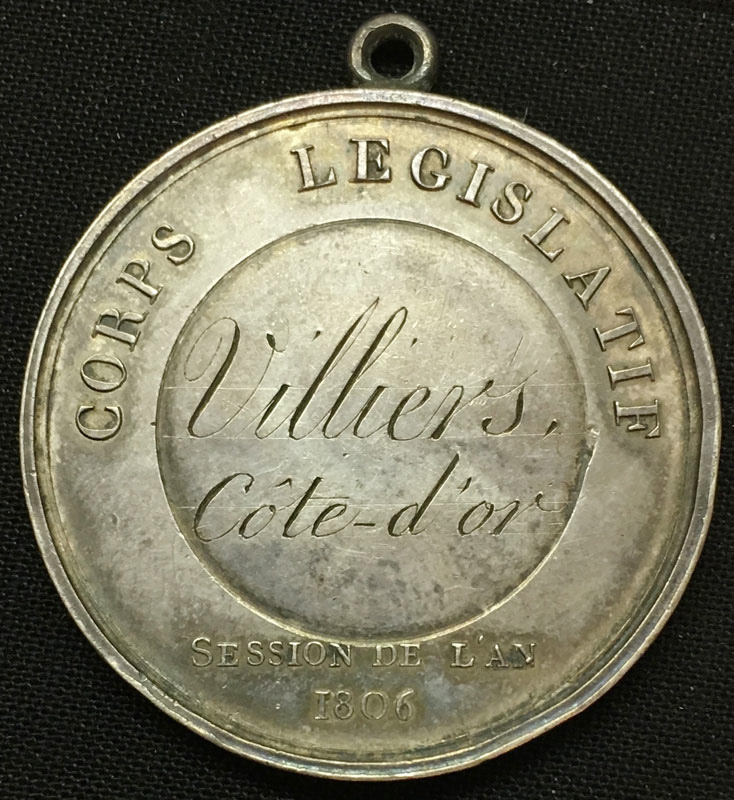 CORPS LEGISLATIF
Villiers,
Côte-d'or
SESSION DE L'AN
1806